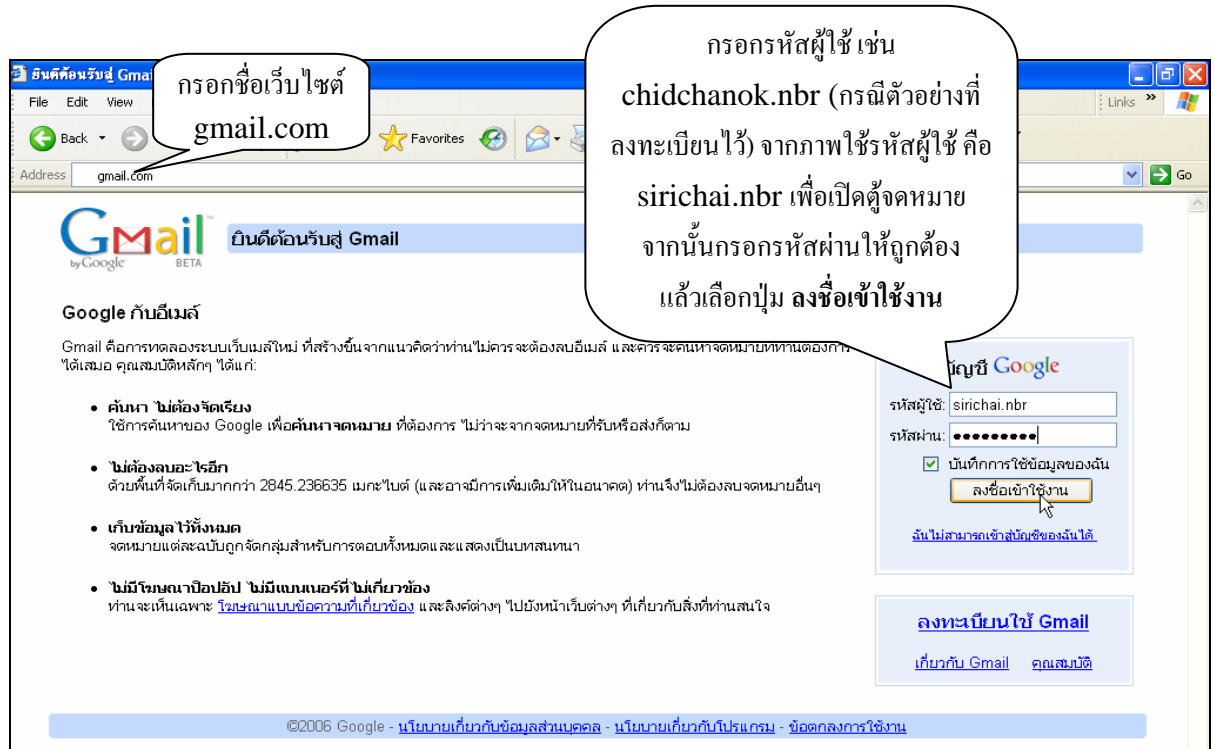 กรอกรหัสผู้ใช้ เช่น
chidchanok.nbr (กรณีตัวอย่างที่
ลงทะเบียนไว้) จากภาพใช้รหัสผู้ใช้ คือ
sirichai.nbr เพื่อเปิดตู้จดหมาย
จากนั้นกรอกรหัสผ่านให้ถูกต้อง
แล้วเลือกปุ่ม ลงชื่อเข้าใช้งาน
กรอกชื่อเว็บไซต์
gmail.com
ยินดีต้อนรับสู่ Gmai
File Edit View
Links »
Back Favorites
Address gmail.com Go
Gmail ™
by Google BETA
ยินดีต้อนรับสู่ Gmail
Google กับอีเมล์
Gmail คือการทดลองระบบเว็บเมล์ใหม่ ที่สร้างขึ้นจากแนวคิดว่าท่านไม่ควรจะต้องลบอีเมล์ และควรจะค้นหาจดหมายที่ท่านต้องการ
ได้เสมอ คุณสมบัติหลักๆ ได้แก่:
• ค้นหา ไม่ต้องจัดเรียง
ใช้การค้นหาของ Google เพื่อค้นหาจดหมาย ที่ต้องการ ไม่ว่าจะจากจดหมายที่รับหรือส่งก็ตาม
• ไม่ต้องลบอะไรอีก
ด้วยพื้นที่จัดเก็บมากกว่า 2845.236635 เมกะไบต์ (และอาจมีการเพิ่มเติมให้ในอนาคต) ท่านจึงไม่ต้องลบจดหมายอื่นๆ
• เก็บข้อมูลไว้ทั้งหมด
จดหมายแต่ละฉบับถูกจัดกลุ่มสำหรับการตอบทั้งหมดและแสดงเป็นบทสนทนา
• ไม่มีโฆษณาป๊อปอัป ไม่มีแบนเนอร์ที่ไม่เกี่ยวข้อง
ท่านจะเห็นเฉพาะ โฆษณาแบบข้อความที่เกี่ยวข้อง และลิงค์ต่างๆ ไปยังหน้าเว็บต่างๆ ที่เกี่ยวกับสิ่งที่ท่านสนใจ
บัญชี Google
รหัสผู้ใช้: sirichai.nbr
รหัสผ่าน: ●●●●●●●●●
บันทึกการใช้ข้อมูลของฉัน
ลงชื่อเข้าใช้งาน
ฉันไม่สามารถเข้าสู่บัญชีของฉันได้
ลงทะเบียนใช้ Gmail
เกี่ยวกับ Gmail คุณสมบัติ
©2006 Google - นโยบายเกี่ยวกับข้อมูลส่วนบุคคล - นโยบายเกี่ยวกับโปรแกรม - ข้อตกลงการใช้งาน